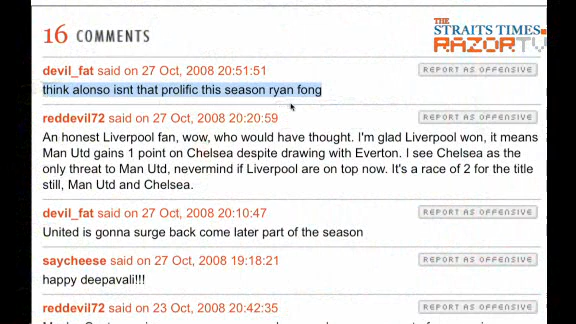 THE
STRAITS TIMES
RAZORTV
16 COMMENTS
devil_fat said on 27 Oct, 2008 20:51:51
REPORT AS OFFENSIVE
think alonso isnt that prolific this season ryan fong
reddevil72 said on 27 Oct, 2008 20:20:59
REPORT AS OFFENSIVE
An honest Liverpool fan, wow, who would have thought. I'm glad Liverpool won, it means
Man Utd gains 1 point on Chelsea despite drawing with Everton. I see Chelsea as the
only threat to Man Utd, nevermind if Liverpool are on top now. It's a race of 2 for the title
still, Man Utd and Chelsea.
devil_fat said on 27 Oct, 2008 20:10:47
REPORT AS OFFENSIVE
United is gonna surge back come later part of the season
saycheese said on 27 Oct, 2008 19:18:21
REPORT AS OFFENSIVE
happy deepavali!!!
reddevil72 said on 23 Oct, 2008 20:42:35
REPORT AS OFFENSIVE